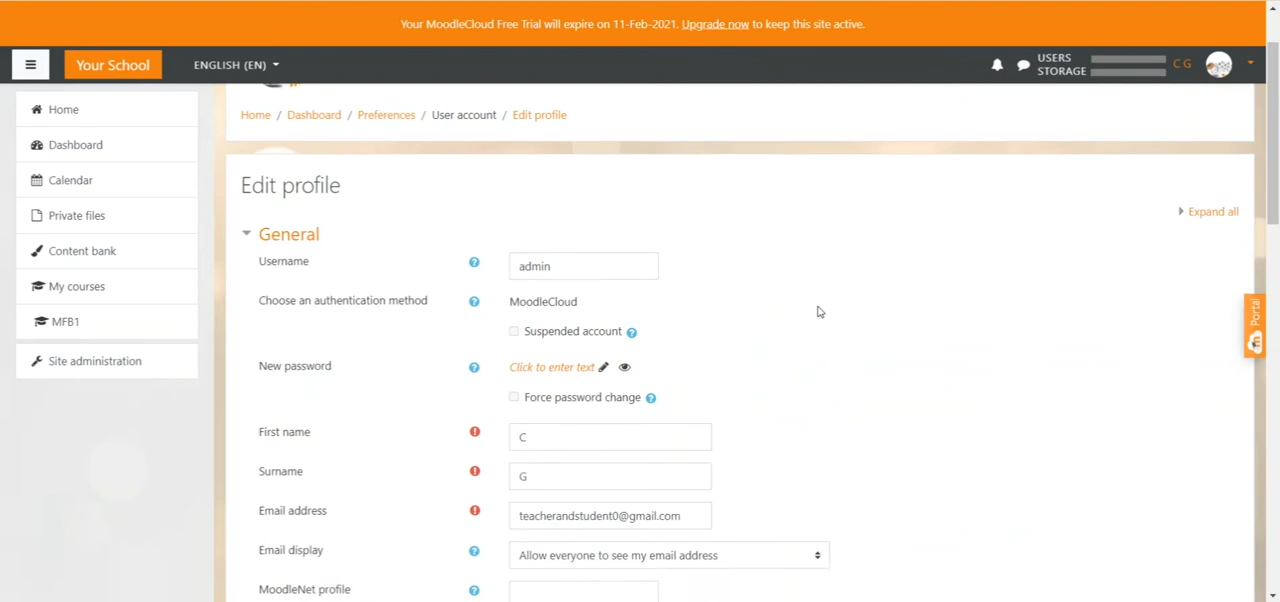 Your MoodleCloud Free Trial will expire on 11-Feb-2021. Upgrade now to keep this site active.
Your School
ENGLISH (EN)
USERS
STORAGE
C G
Home
Dashboard
Calendar
Private files
Content bank
My courses
MFB1
Site administration
Home / Dashboard / Preferences / User account / Edit profile
Edit profile
Expand all
General
Username
admin
Choose an authentication method
MoodleCloud
Suspended account
New password
Click to enter text
Force password change
First name
C
Surname
G
Email address
teacherandstudent0@gmail.com
Email display
Allow everyone to see my email address
MoodleNet profile
Portal